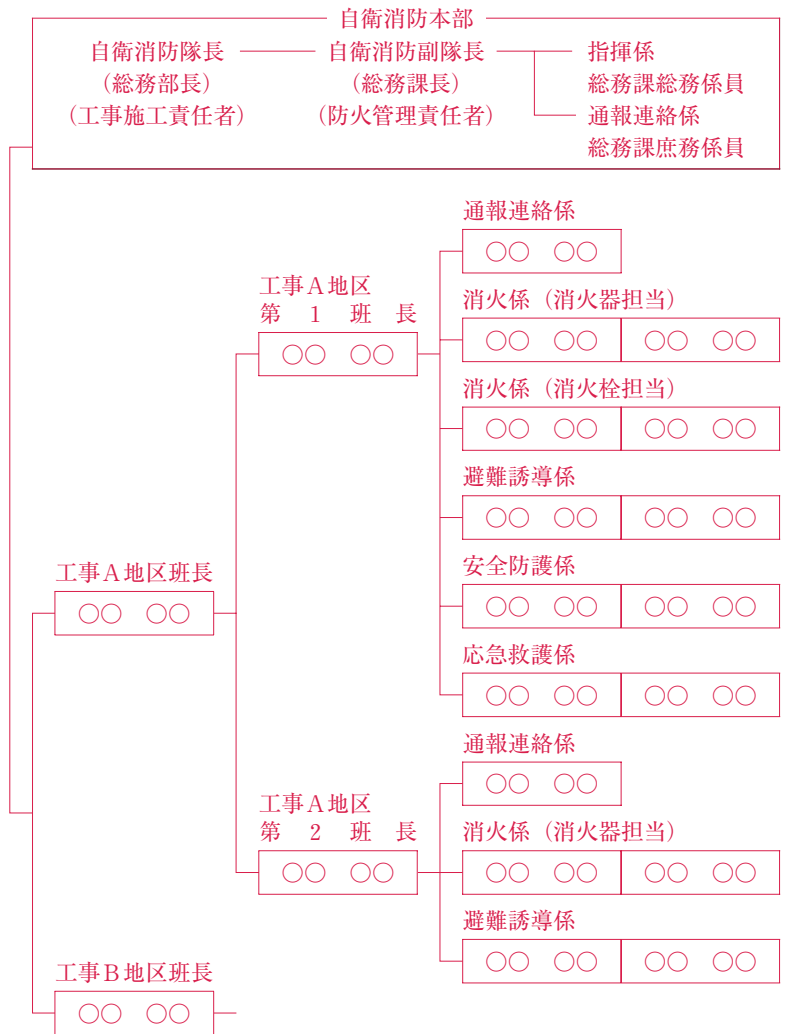 自衛消防本部
自衛消防隊長 自衛消防副隊長 指揮係
(総務部長) (総務課長) 総務課総務係員
(工事施工責任者) (防火管理責任者) 通報連絡係
総務課庶務係員
通報連絡係
○○ ○○
工事A地区
第1班長
○○ ○○
消火係(消火器担当)
○○ ○○ ○○ ○○
消火係(消火栓担当)
○○ ○○ ○○ ○○
避難誘導係
○○ ○○ ○○ ○○
工事A地区班長
○○ ○○
安全防護係
○○ ○○ ○○ ○○
応急救護係
○○ ○○ ○○ ○○
通報連絡係
○○ ○○
工事A地区
第2班長
○○ ○○
消火係(消火器担当)
○○ ○○ ○○ ○○
避難誘導係
○○ ○○ ○○ ○○
工事B地区班長
○○ ○○